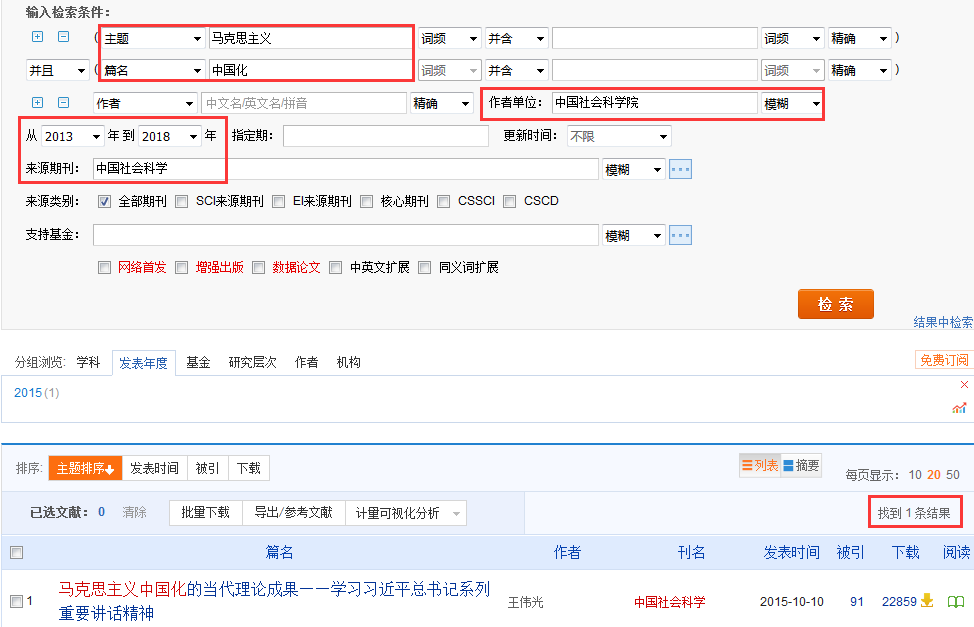 输入检索条件：
( 主题 马克思主义 词频 并含 词频 精确 )
并且 ( 篇名 中国化 词频 并含 词频 精确 )
作者 中文名/英文名/拼音 精确 作者单位： 中国社会科学院 模糊
从 2013 年 到 2018 年 指定期： 更新时间： 不限
来源期刊： 中国社会科学 模糊 ...
来源类别： 全部期刊 SCI来源期刊 EI来源期刊 核心期刊 CSSCI CSCD
支持基金： 模糊 ...
网络首发 增强出版 数据论文 中英文扩展 同义词扩展
检 索
结果中检索
分组浏览: 学科 发表年度 基金 研究层次 作者 机构 免费订阅
2015 (1)
排序: 主题排序 发表时间 被引 下载 列表 摘要 每页显示： 10 20 50
已选文献： 0 清除 批量下载 导出/参考文献 计量可视化分析 找到 1 条结果
篇名 作者 刊名 发表时间 被引 下载 阅读
1 马克思主义中国化的当代理论成果——学习习近平总书记系列
重要讲话精神 王伟光 中国社会科学 2015-10-10 91 22859